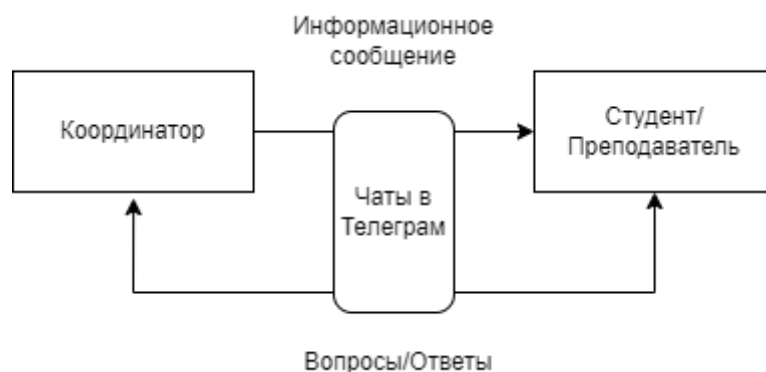 Информационное
сообщение
Координатор
Студент/
Преподаватель
Чаты в
Телеграм
Вопросы/Ответы